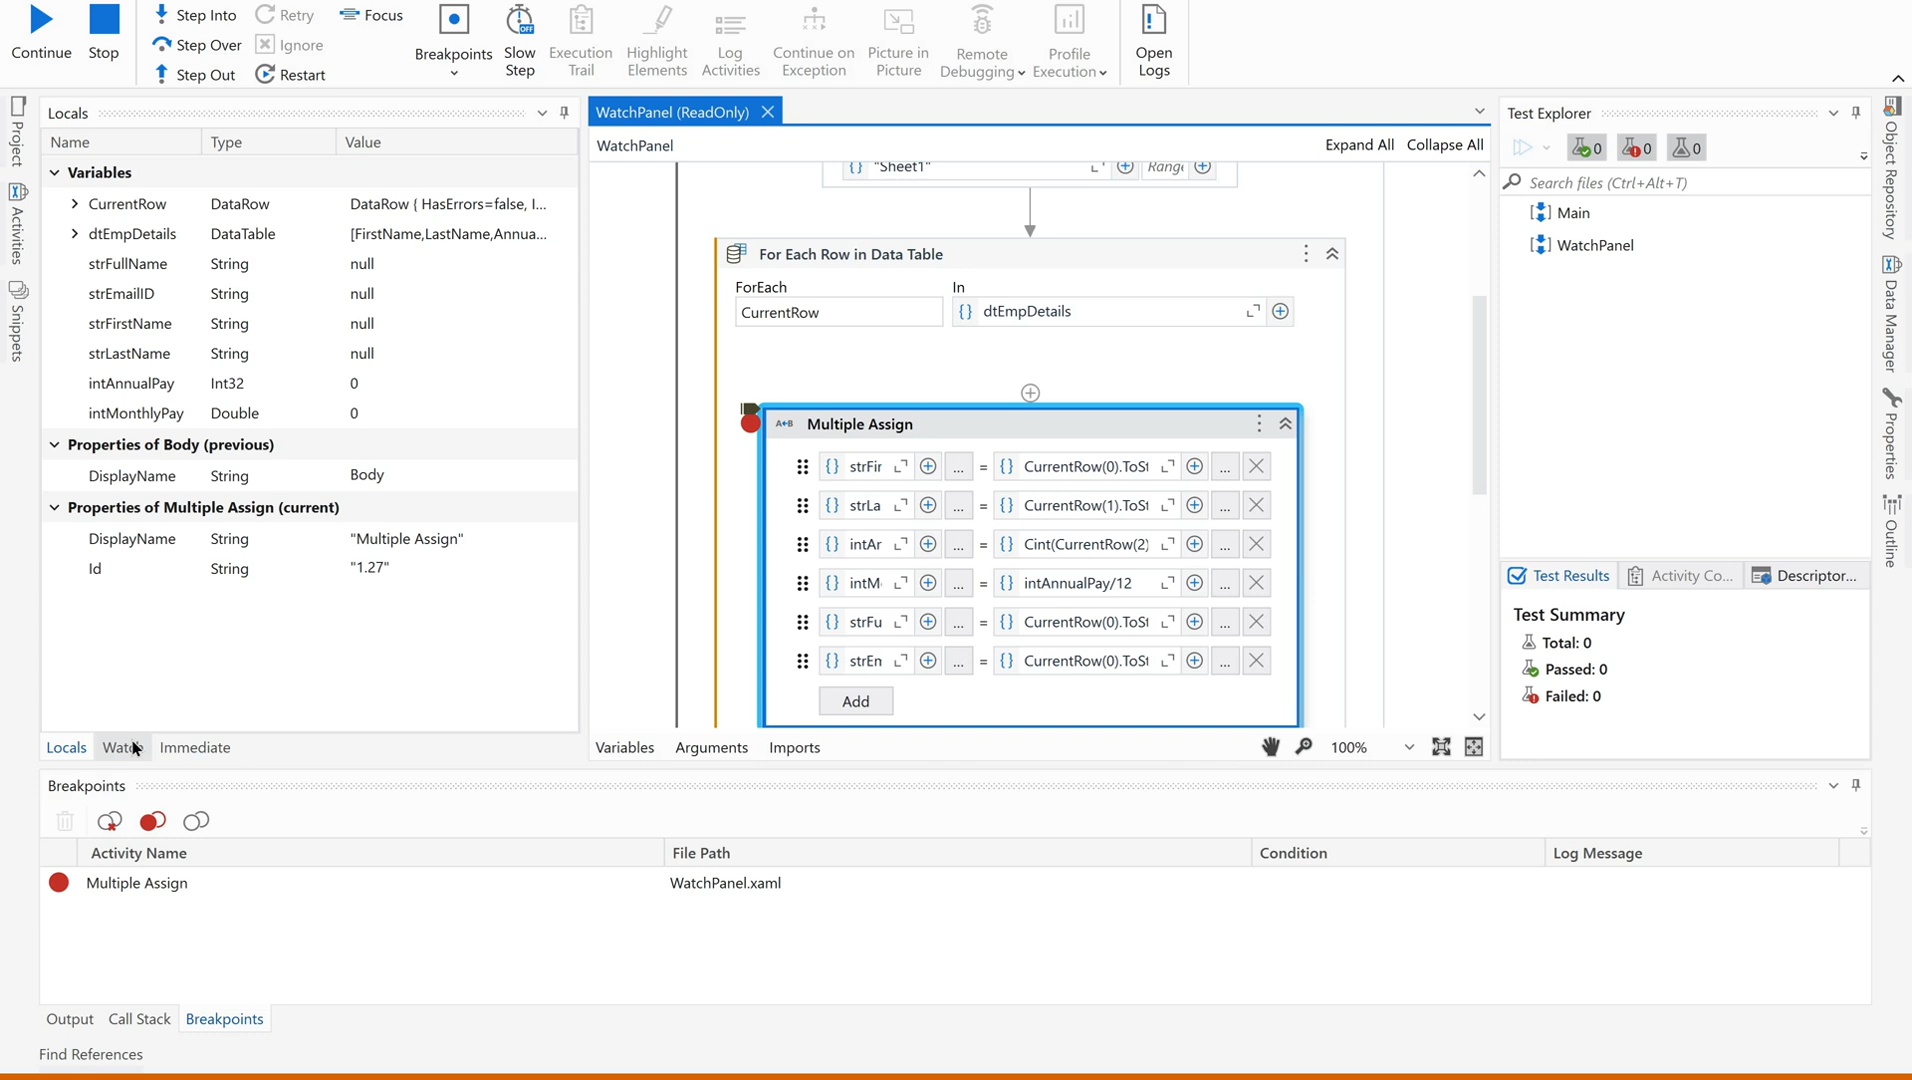 Continue
Stop
Step Into
Step Over
Step Out
Retry
Ignore
Restart
Focus
Breakpoints
Slow
Step
OFF
Execution
Trail
Highlight
Elements
Log
Activities
Continue on
Exception
Picture in
Picture
Remote
Debugging
Profile
Execution
Open
Logs
Project
Activities
Snippets
Locals
Name Type Value
Variables
CurrentRow DataRow DataRow { HasErrors=false, I...
dtEmpDetails DataTable [FirstName,LastName,Annua...
strFullName String null
strEmailID String null
strFirstName String null
strLastName String null
intAnnualPay Int32 0
intMonthlyPay Double 0
Properties of Body (previous)
DisplayName String Body
Properties of Multiple Assign (current)
DisplayName String "Multiple Assign"
Id String "1.27"
Locals Watch Immediate
WatchPanel (ReadOnly)
WatchPanel Expand All Collapse All
{} "Sheet1" Range
For Each Row in Data Table
ForEach In
CurrentRow {} dtEmpDetails
A+B Multiple Assign
{} strFir ... = {} CurrentRow(0).ToSt ...
{} strLa ... = {} CurrentRow(1).ToSt ...
{} intAr ... = {} Cint(CurrentRow(2) ...
{} intM ... = {} intAnnualPay/12 ...
{} strFu ... = {} CurrentRow(0).ToSt ...
{} strEn ... = {} CurrentRow(0).ToSt ...
Add
Variables Arguments Imports 100%
Test Explorer
0 0 0
Search files (Ctrl+Alt+T)
Main
WatchPanel
Test Results Activity Co... Descriptor...
Test Summary
Total: 0
Passed: 0
Failed: 0
Object Repository
Data Manager
Properties
Outline
Breakpoints
Activity Name File Path Condition Log Message
Multiple Assign WatchPanel.xaml
Output Call Stack Breakpoints
Find References